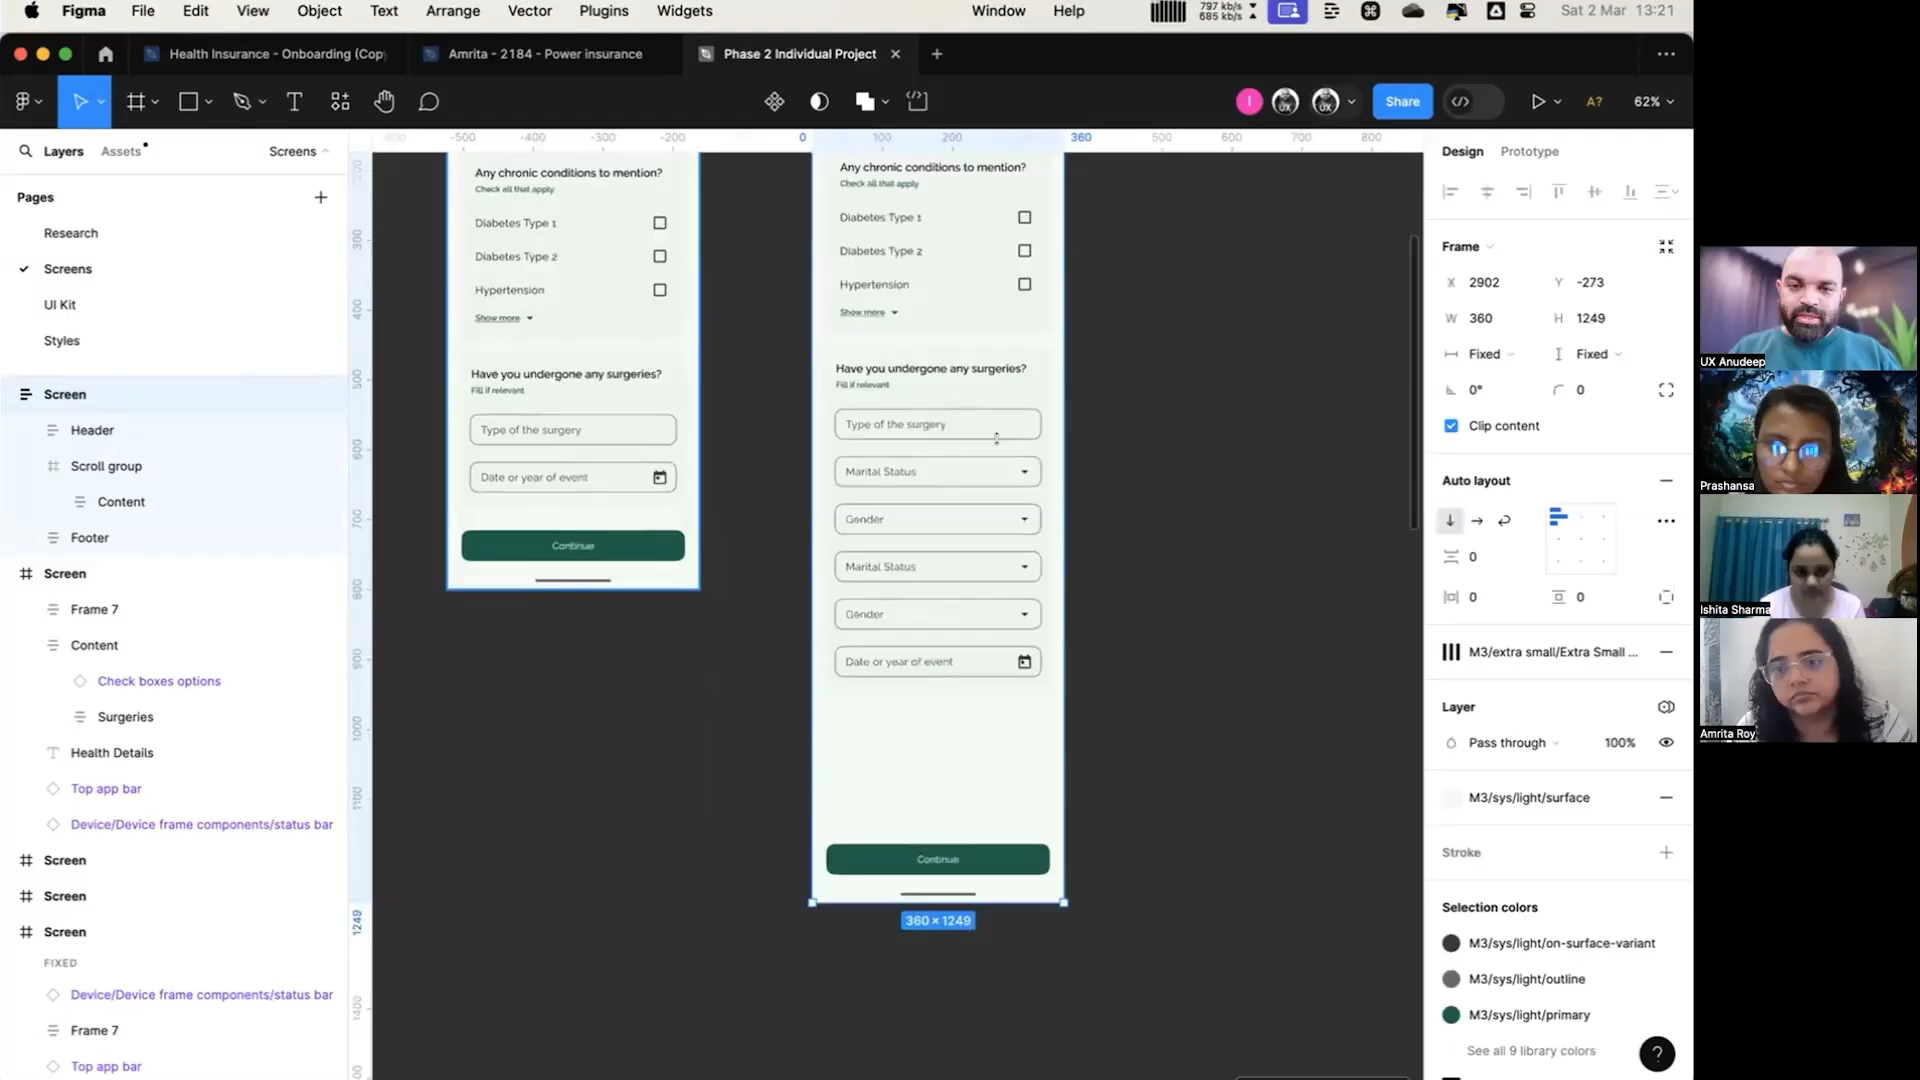 Figma File Edit View Object Text Arrange Vector Plugins Widgets Window Help 797 kb/s 685 kb/s Sat 2 Mar 13:21
Health Insurance - Onboarding (Cop
Amrita - 2184 - Power insurance
Phase 2 Individual Project
Share
A?
62%
Layers
Assets
Screens
Pages
Research
Screens
UI Kit
Styles
Screen
Header
Scroll group
Content
Footer
Screen
Frame 7
Content
Check boxes options
Surgeries
Health Details
Top app bar
Device/Device frame components/status bar
Screen
Screen
Screen
FIXED
Device/Device frame components/status bar
Frame 7
Top app bar
-500 -400 -300 -200 0 100 200 360 500 600 700 800
300
400
500
600
700
800
900
1000
1100
1249
1400
Any chronic conditions to mention?
Check all that apply
Diabetes Type 1
Diabetes Type 2
Hypertension
Show more
Have you undergone any surgeries?
Fill if relevant
Type of the surgery
Date or year of event
Continue
Any chronic conditions to mention?
Check all that apply
Diabetes Type 1
Diabetes Type 2
Hypertension
Show more
Have you undergone any surgeries?
Fill if relevant
Type of the surgery
Marital Status
Gender
Marital Status
Gender
Date or year of event
Continue
360 × 1249
Design Prototype
Frame
X 2902 Y -273
W 360 H 1249
Fixed Fixed
0° 0
Clip content
Auto layout
0
0 0
M3/extra small/Extra Small ...
Layer
Pass through 100%
M3/sys/light/surface
Stroke
Selection colors
M3/sys/light/on-surface-variant
M3/sys/light/outline
M3/sys/light/primary
See all 9 library colors
?
UX Anudeep
Prashansa
Ishita Sharma
Amrita Roy